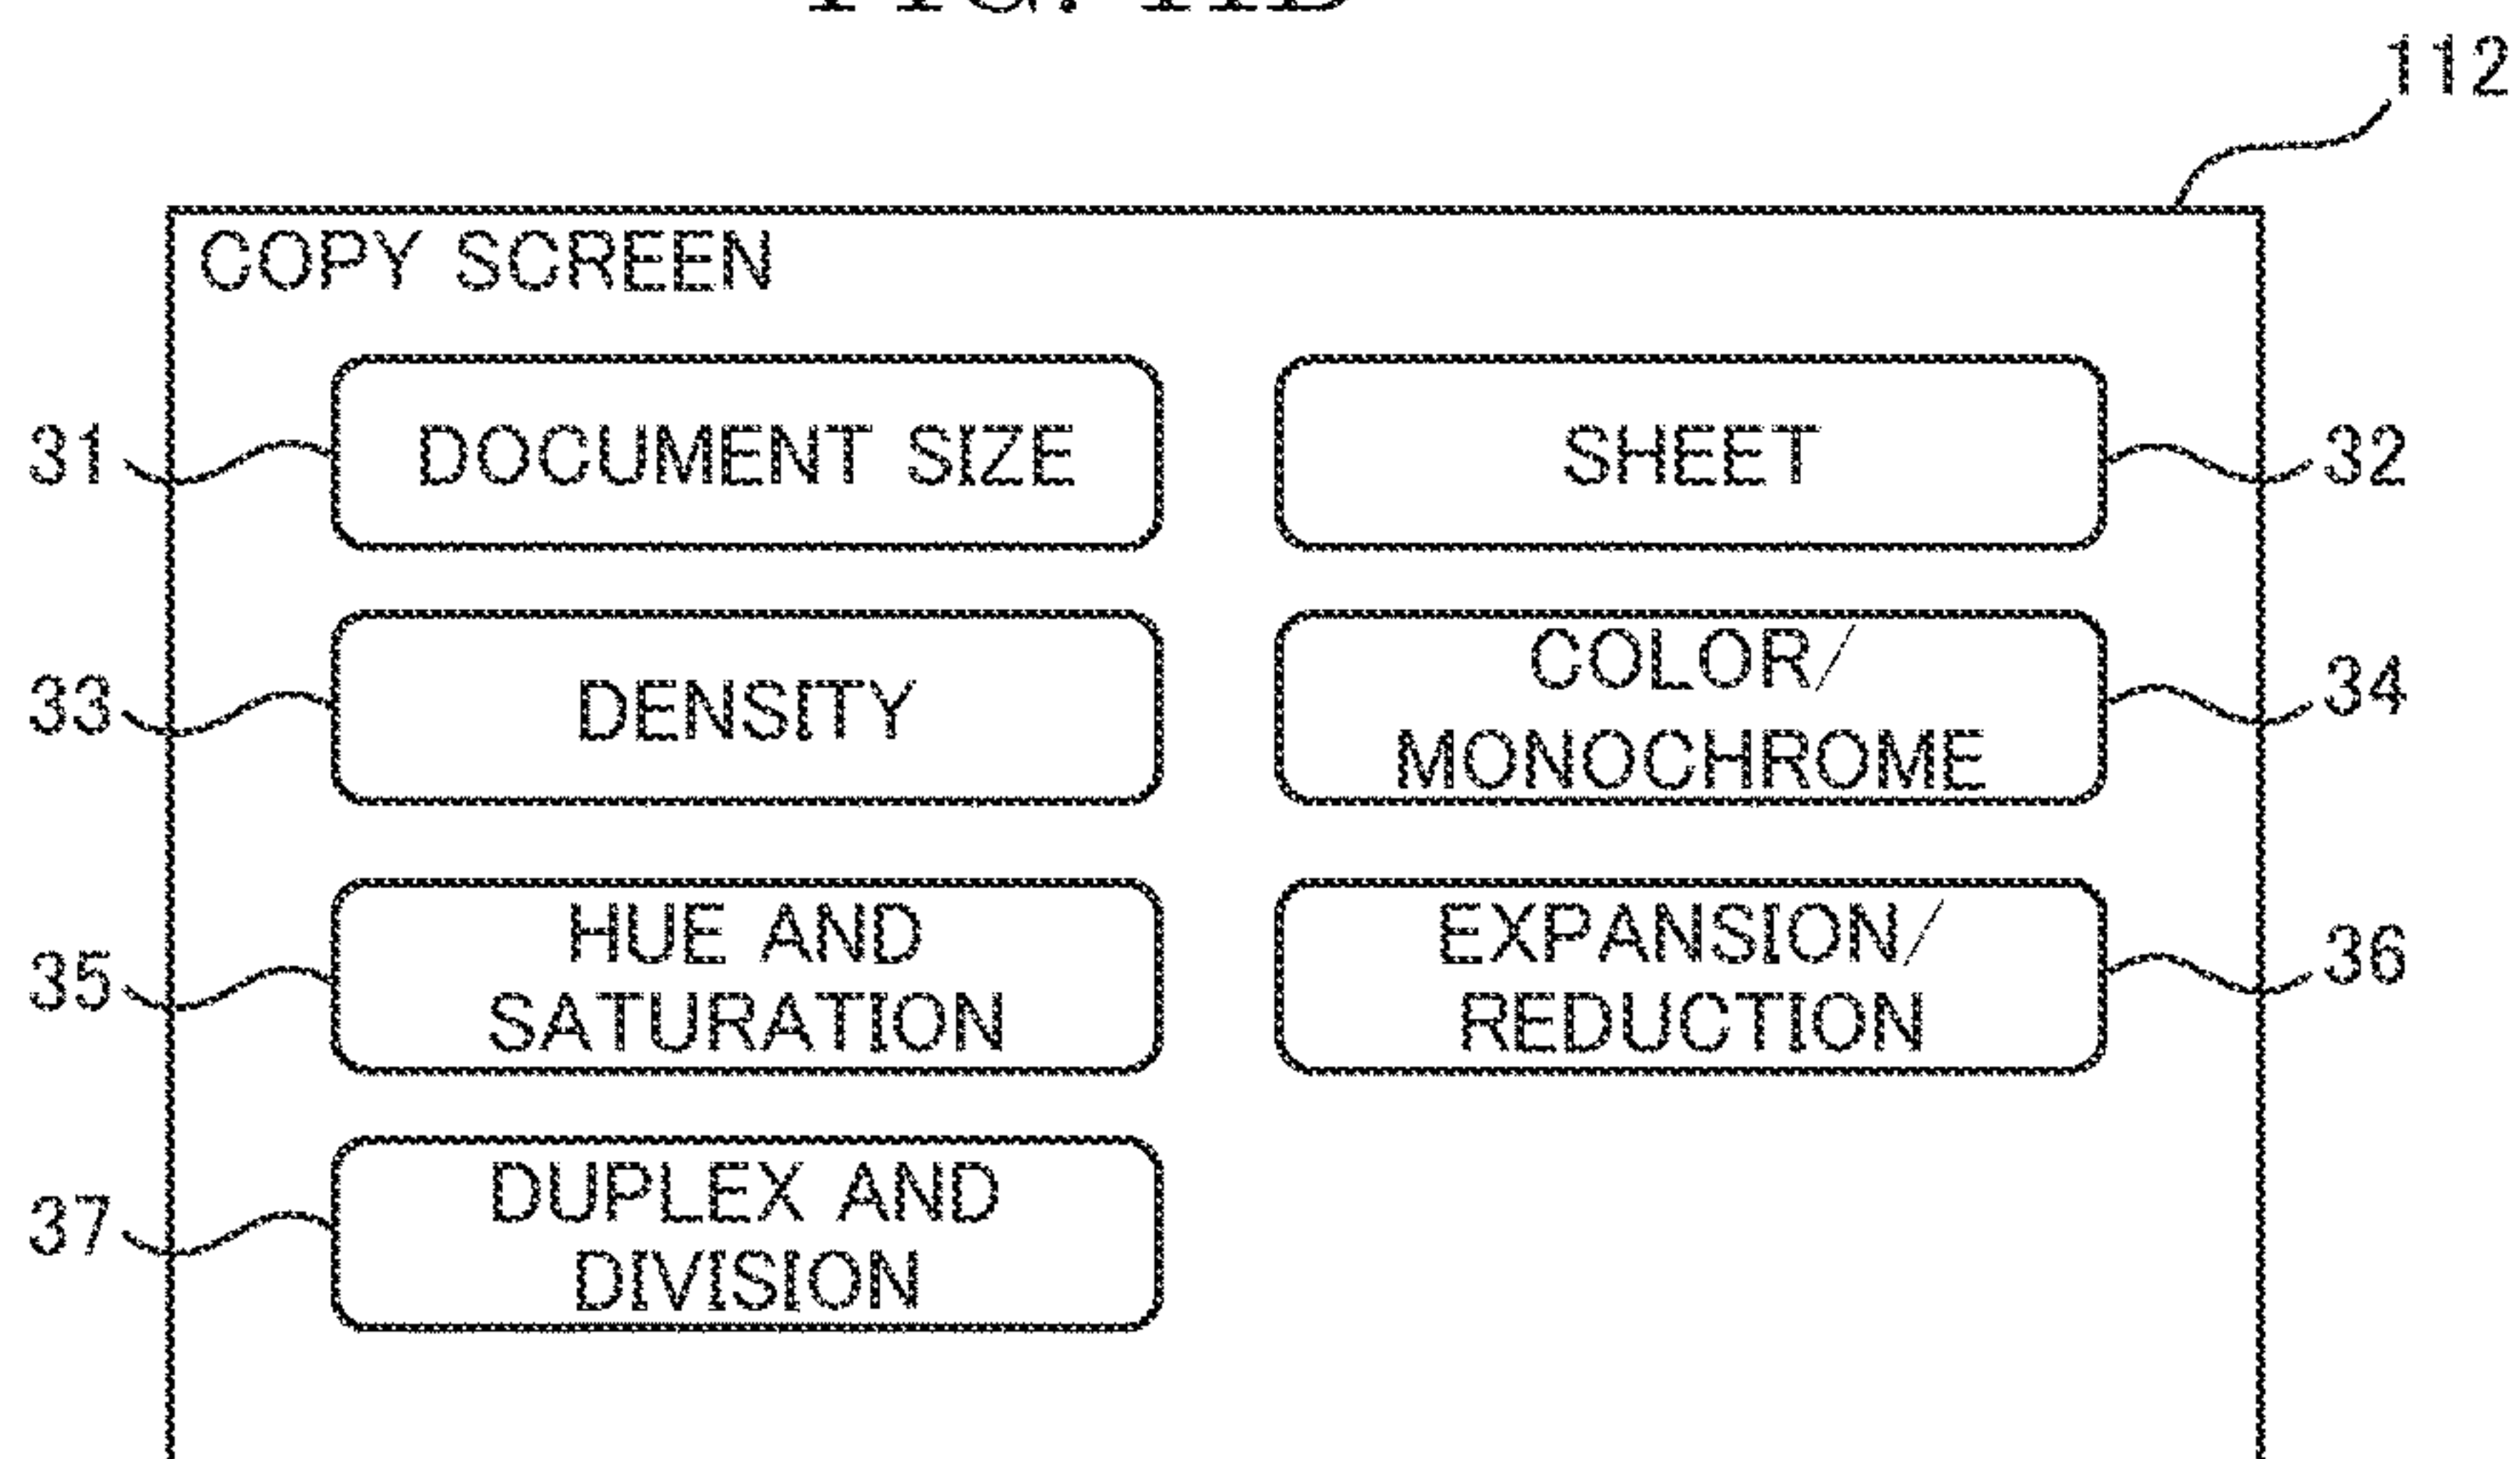 112
COPY SCREEN
31 DOCUMENT SIZE SHEET 32
33 DENSITY COLOR/
MONOCHROME 34
35 HUE AND
SATURATION EXPANSION/
REDUCTION 36
37 DUPLEX AND
DIVISION